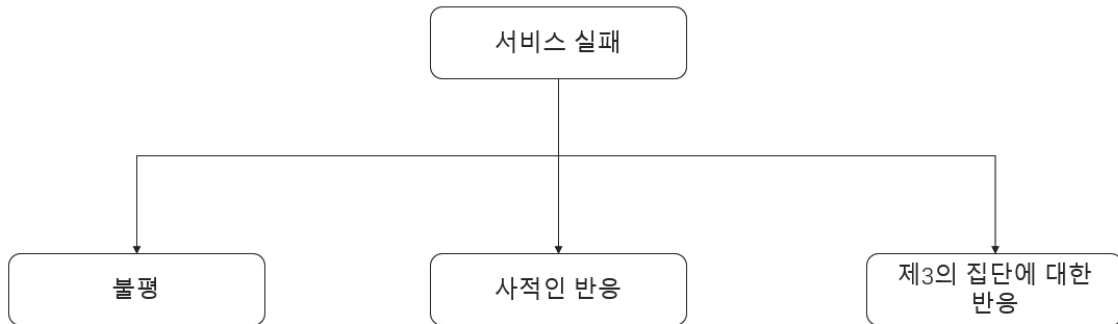 서비스 실패
불평
사적인 반응
제3의 집단에 대한
반응